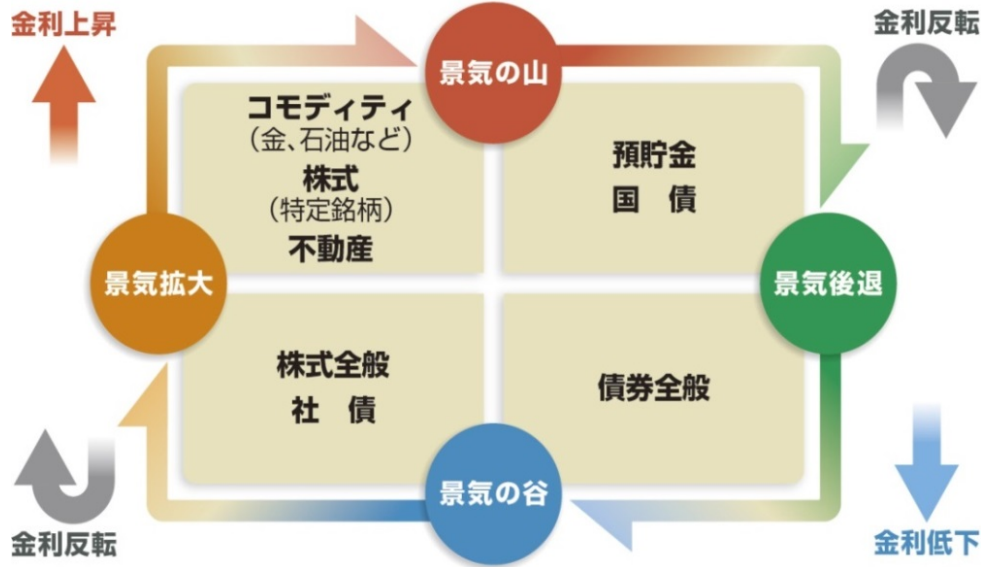 金利上昇
金利反転
景気の山
コモディティ
（金、石油など）
株式
（特定銘柄）
不動産
預貯金
国　債
景気拡大
景気後退
株式全般
社　債
債券全般
景気の谷
金利反転
金利低下